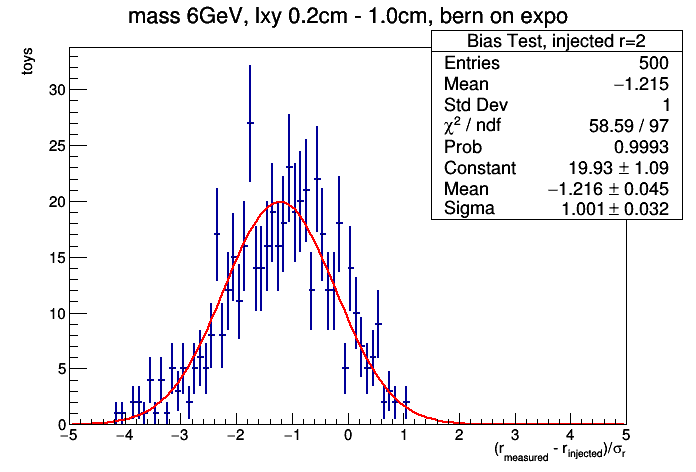 mass 6GeV, lxy 0.2cm - 1.0cm, bern on expo
Bias Test, injected r=2
Entries 500
Mean −1.215
Std Dev 1
χ² / ndf 58.59 / 97
Prob 0.9993
Constant 19.93 ± 1.09
Mean −1.216 ± 0.045
Sigma 1.001 ± 0.032
toys
30
25
20
15
10
5
0
−5 −4 −3 −2 −1 0 1 2 3 4 5
(r_measured - r_injected)/σ_r